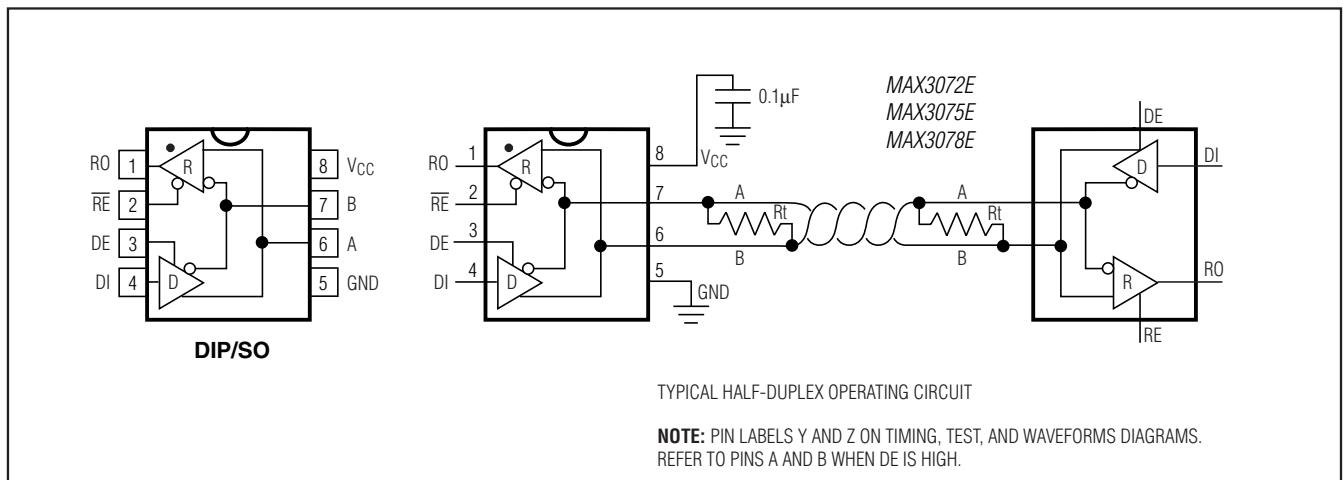 RO 1
RE 2
DE 3
DI 4
R
D
8 VCC
7 B
6 A
5 GND
DIP/SO
RO 1
RE 2
DE 3
DI 4
R
D
0.1µF
8 VCC
7 A
6 B
5 GND
Rt
MAX3072E
MAX3075E
MAX3078E
A
Rt
B
DE
D
DI
R
RO
RE
TYPICAL HALF-DUPLEX OPERATING CIRCUIT
NOTE: PIN LABELS Y AND Z ON TIMING, TEST, AND WAVEFORMS DIAGRAMS.
REFER TO PINS A AND B WHEN DE IS HIGH.